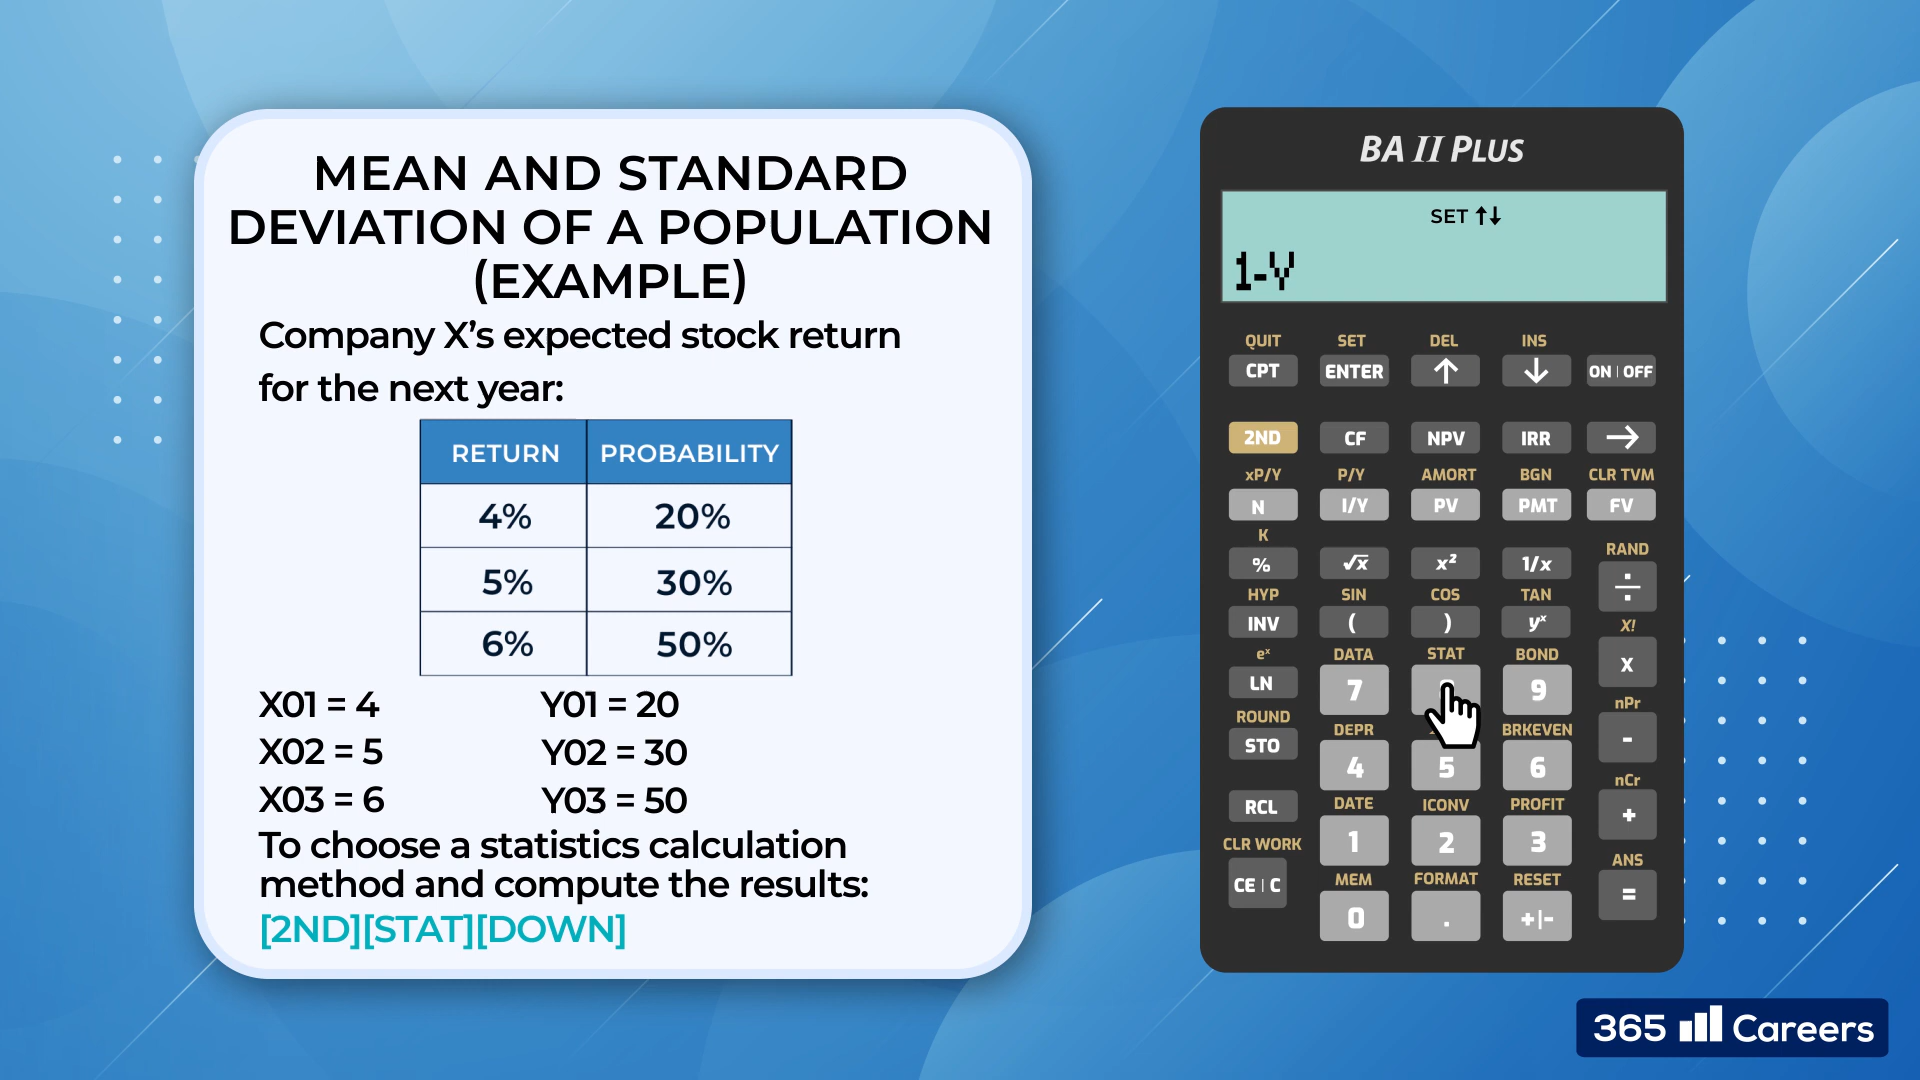 MEAN AND STANDARD
DEVIATION OF A POPULATION
(EXAMPLE)
Company X’s expected stock return
for the next year:
RETURN PROBABILITY
4% 20%
5% 30%
6% 50%
X01 = 4 Y01 = 20
X02 = 5 Y02 = 30
X03 = 6 Y03 = 50
To choose a statistics calculation
method and compute the results:
[2ND][STAT][DOWN]
BA II PLUS
SET ↑↓
1-Y
QUIT SET DEL INS
CPT ENTER ↑ ↓ ON | OFF
2ND CF NPV IRR →
xP/Y P/Y AMORT BGN CLR TVM
N I/Y PV PMT FV
K RAND
% √x x² 1/x ÷
HYP SIN COS TAN X!
INV ( ) yˣ
eˣ DATA STAT BOND
LN 7 9 x
ROUND DEPR BRKEVEN nPr
STO 4 5 6 -
DATE ICONV PROFIT nCr
RCL 1 2 3 +
CLR WORK MEM FORMAT RESET ANS
CE | C 0 . +|- =
365 Careers